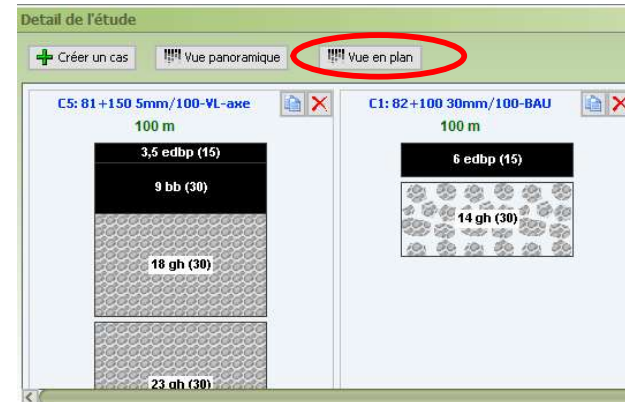 Detail de l'étude
Créer un cas
Vue panoramique
Vue en plan
C5: 81+150 5mm/100-VL-axe
100 m
3,5 edbp (15)
9 bb (30)
18 gh (30)
23 gh (30)
C1: 82+100 30mm/100-BAU
100 m
6 edbp (15)
14 gh (30)